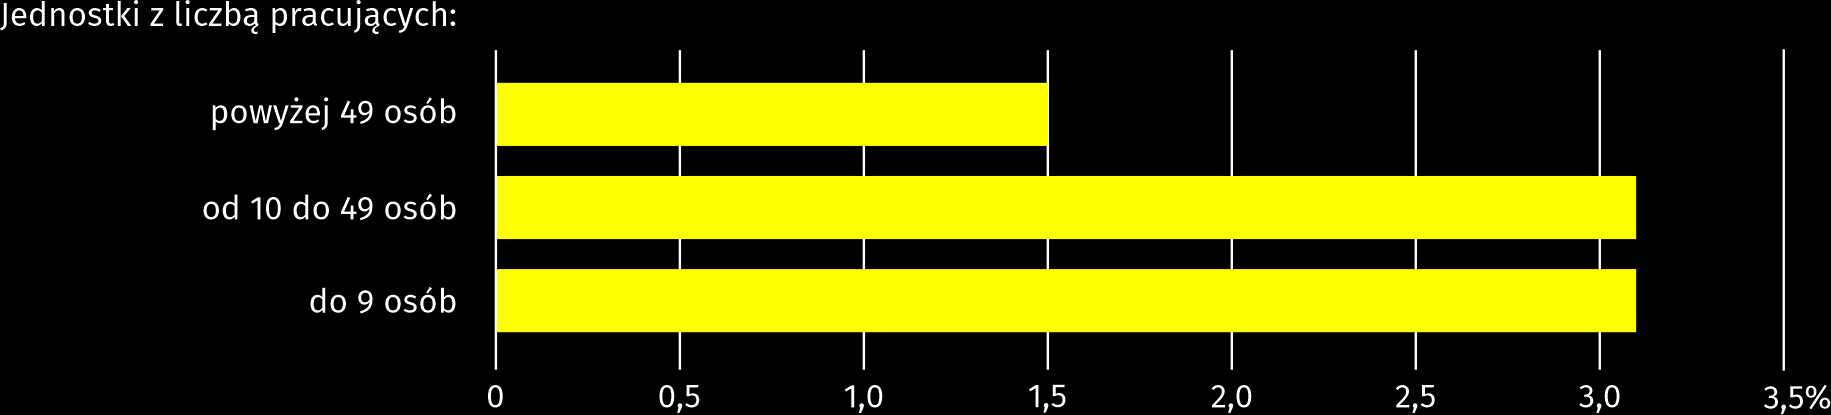 Jednostki z liczbą pracujących:
powyżej 49 osób
od 10 do 49 osób
do 9 osób
0 0,5 1,0 1,5 2,0 2,5 3,0 3,5%